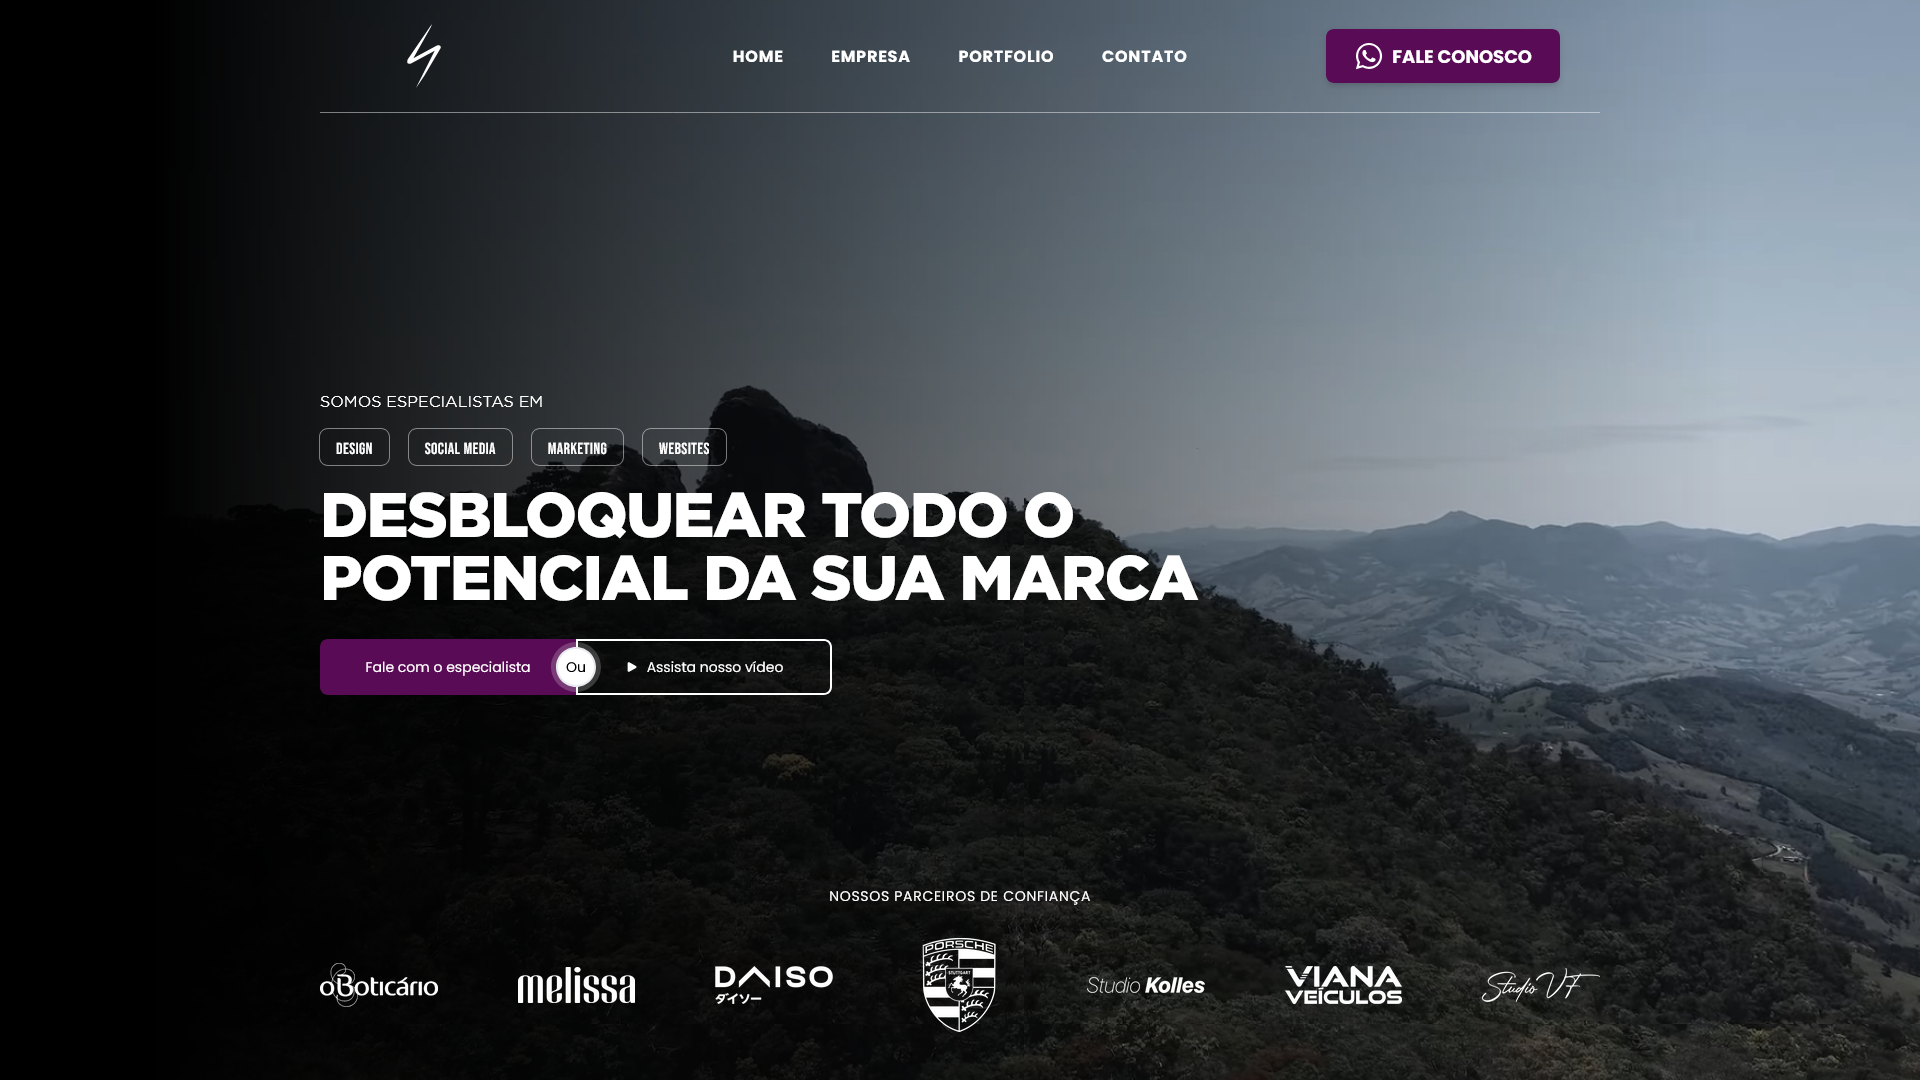 HOME
EMPRESA
PORTFOLIO
CONTATO
FALE CONOSCO
SOMOS ESPECIALISTAS EM
DESIGN
SOCIAL MEDIA
MARKETING
WEBSITES
DESBLOQUEAR TODO O
POTENCIAL DA SUA MARCA
Fale com o especialista
Ou
Assista nosso vídeo
NOSSOS PARCEIROS DE CONFIANÇA
oBoticário
melissa
DAISO
ダイソー
PORSCHE
STUTTGART
Studio Kolles
VIANA
VEÍCULOS
Studio VF